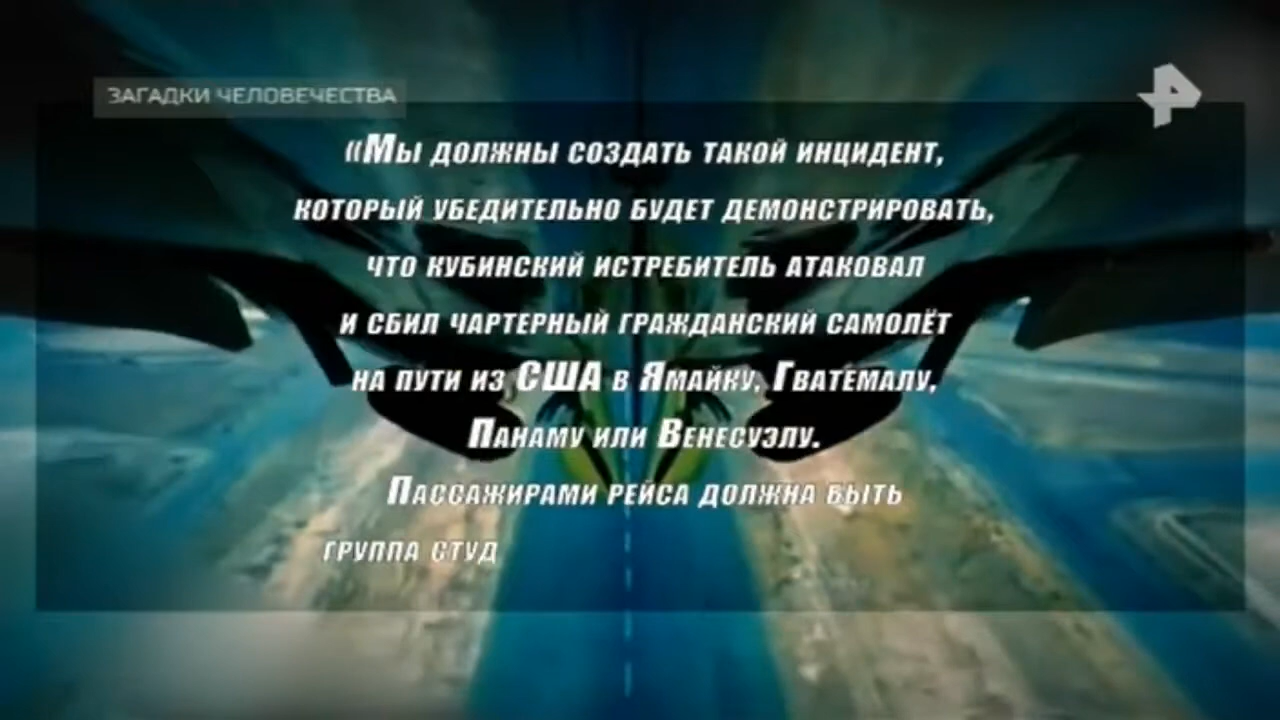 ЗАГАДКИ ЧЕЛОВЕЧЕСТВА
«Мы должны создать такой инцидент,
который убедительно будет демонстрировать,
что кубинский истребитель атаковал
и сбил чартерный гражданский самолёт
на пути из США в Ямайку, Гватемалу,
Панаму или Венесуэлу.
Пассажирами рейса должна быть
группа студ